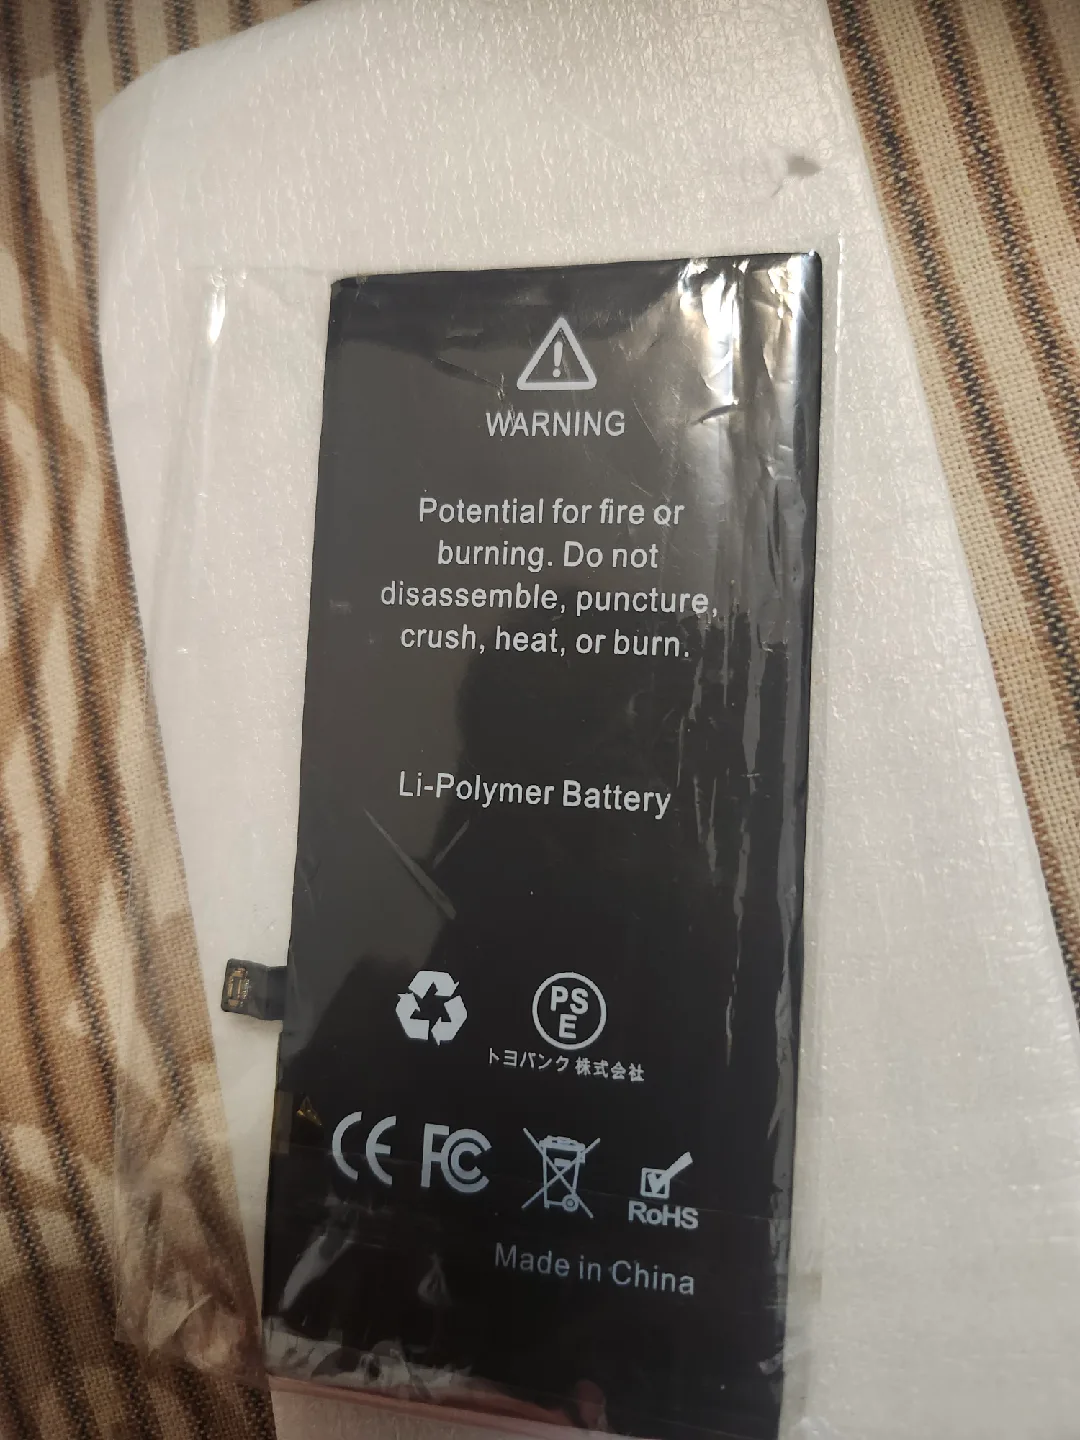 WARNING
Potential for fire or
burning. Do not
disassemble, puncture,
crush, heat, or burn.
Li-Polymer Battery
PS
E
トヨバンク 株式会社
CE FC
RoHS
Made in China